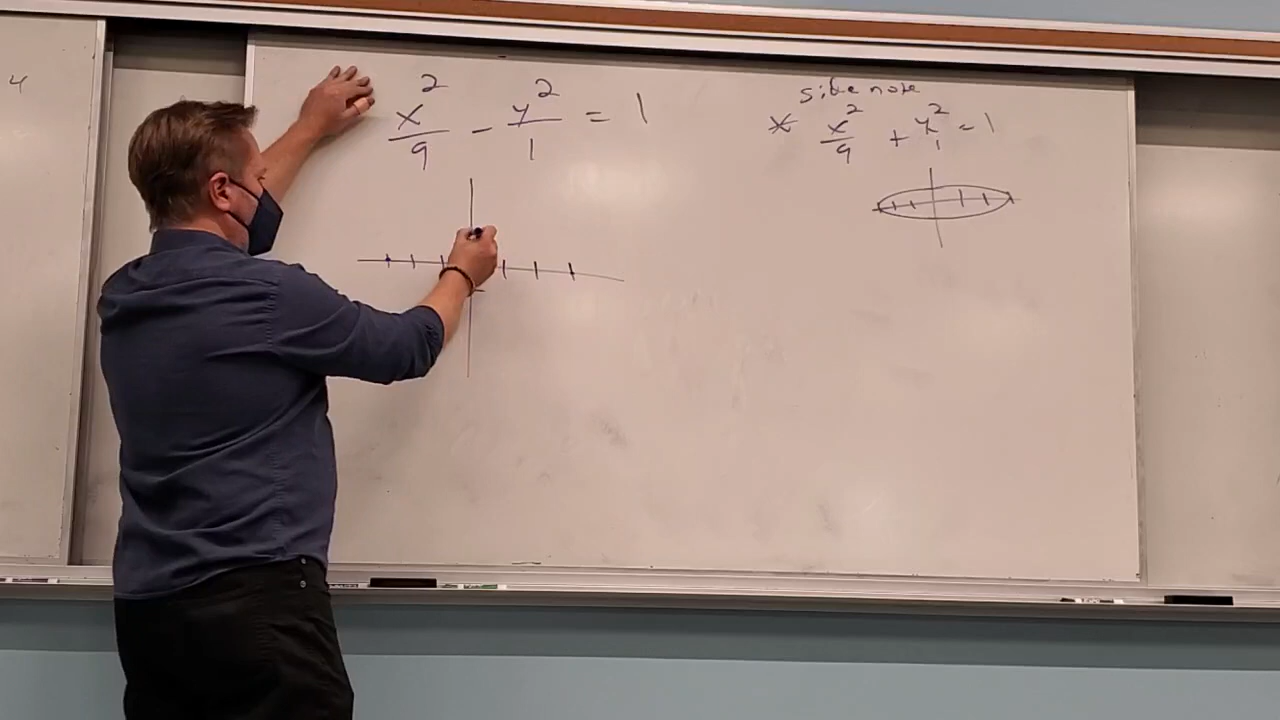 4
x²/9 - y²/1 = 1
side note
* x²/9 + y²/1 = 1